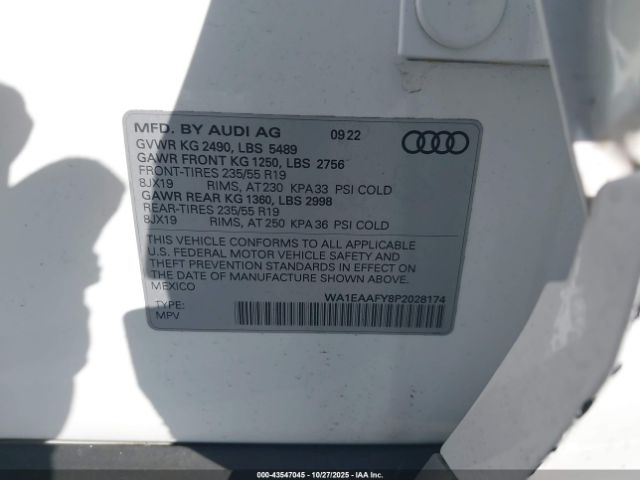 MFD. BY AUDI AG 09 22
GVWR KG 2490, LBS 5489
GAWR FRONT KG 1250, LBS 2756
FRONT-TIRES 235/55 R19
8JX19 RIMS, AT 230 KPA 33 PSI COLD
GAWR REAR KG 1360, LBS 2998
REAR-TIRES 235/55 R19
8JX19 RIMS, AT 250 KPA 36 PSI COLD
THIS VEHICLE CONFORMS TO ALL APPLICABLE
U.S. FEDERAL MOTOR VEHICLE SAFETY AND
THEFT PREVENTION STANDARDS IN EFFECT ON
THE DATE OF MANUFACTURE SHOWN ABOVE.
MEXICO
WA1EAAFY8P2028174
TYPE:
MPV
000-43547045 | 10/27/2025 | IAA Inc.